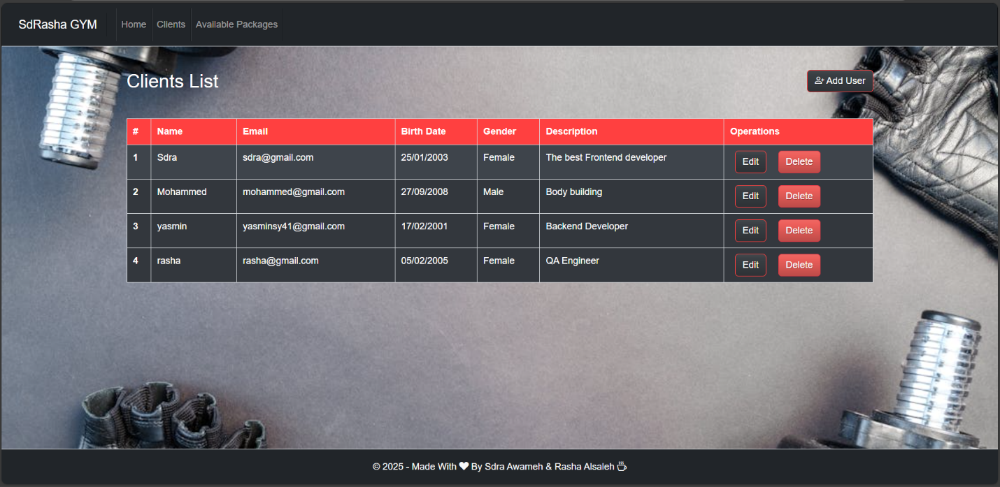 SdRasha GYM Home Clients Available Packages
Clients List Add User
# Name Email Birth Date Gender Description Operations
1 Sdra sdra@gmail.com 25/01/2003 Female The best Frontend developer Edit Delete
2 Mohammed mohammed@gmail.com 27/09/2008 Male Body building Edit Delete
3 yasmin yasminsy41@gmail.com 17/02/2001 Female Backend Developer Edit Delete
4 rasha rasha@gmail.com 05/02/2005 Female QA Engineer Edit Delete
© 2025 - Made With ❤ By Sdra Awameh & Rasha Alsaleh